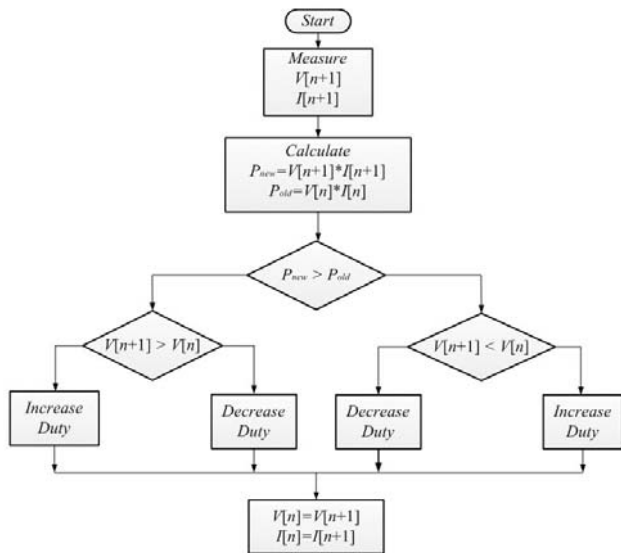 Start
Measure
V[n+1]
I[n+1]
Calculate
Pnew=V[n+1]*I[n+1]
Pold=V[n]*I[n]
Pnew > Pold
V[n+1] > V[n]
V[n+1] < V[n]
Increase
Duty
Decrease
Duty
Decrease
Duty
Increase
Duty
V[n]=V[n+1]
I[n]=I[n+1]